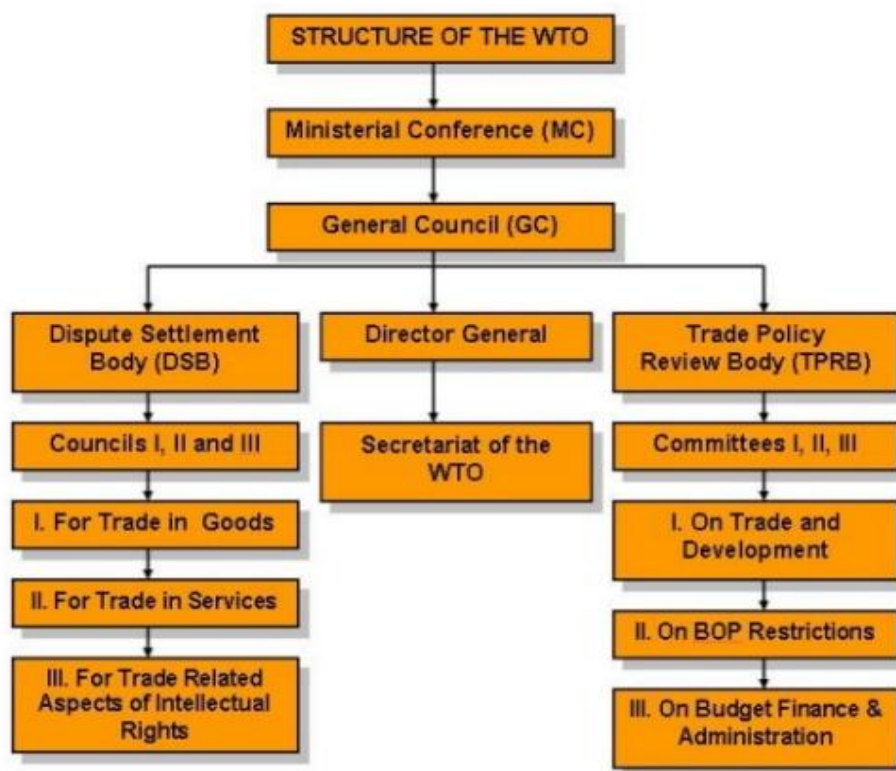 STRUCTURE OF THE WTO
Ministerial Conference (MC)
General Council (GC)
Dispute Settlement
Body (DSB)
Director General
Trade Policy
Review Body (TPRB)
Councils I, II and III
Secretariat of the
WTO
Committees I, II, III
I. For Trade in Goods
I. On Trade and
Development
II. For Trade in Services
II. On BOP Restrictions
III. For Trade Related
Aspects of Intellectual
Rights
III. On Budget Finance &
Administration